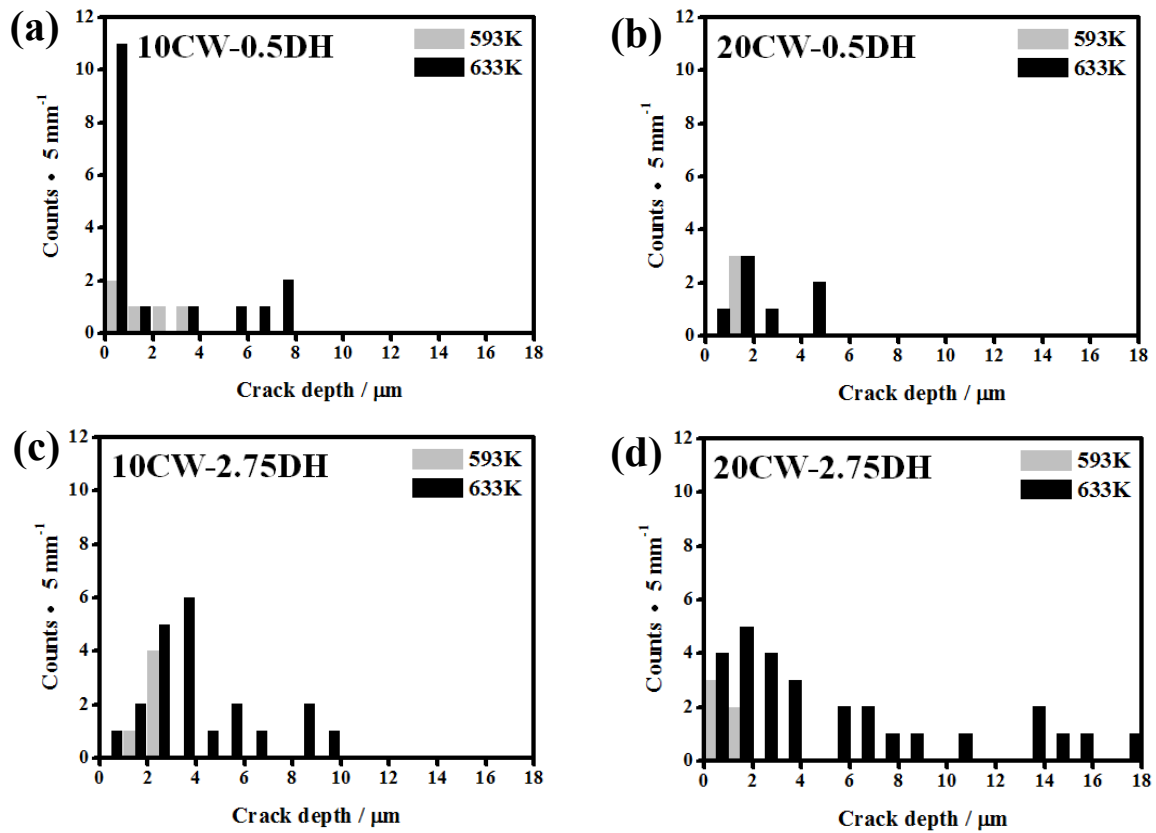 (a)
10CW-0.5DH
593K
633K
12
10
8
6
4
2
0
Counts • 5 mm-1
0 2 4 6 8 10 12 14 16 18
Crack depth / μm
(b)
20CW-0.5DH
593K
633K
12
10
8
6
4
2
0
Counts • 5 mm-1
0 2 4 6 8 10 12 14 16 18
Crack depth / μm
(c)
10CW-2.75DH
593K
633K
12
10
8
6
4
2
0
Counts • 5 mm-1
0 2 4 6 8 10 12 14 16 18
Crack depth / μm
(d)
20CW-2.75DH
593K
633K
12
10
8
6
4
2
0
Counts • 5 mm-1
0 2 4 6 8 10 12 14 16 18
Crack depth / μm